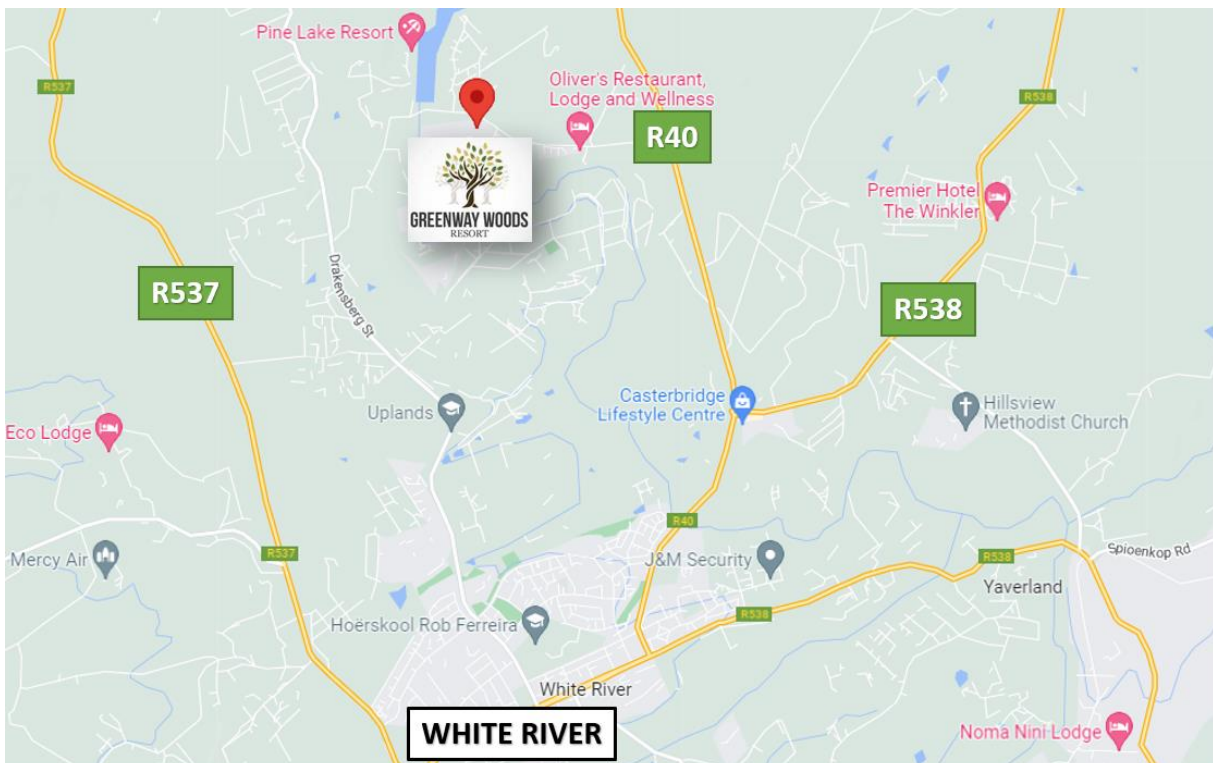 Pine Lake Resort
R537
Oliver's Restaurant,
Lodge and Wellness
R40
R538
GREENWAY WOODS
RESORT
Premier Hotel
The Winkler
R537
Drakensberg St
R538
Casterbridge
Lifestyle Centre
Uplands
Hillsview
Methodist Church
Eco Lodge
R40
R537
Mercy Air
J&M Security
R538
Spioenkop Rd
Yaverland
R538
Hoërskool Rob Ferreira
White River
WHITE RIVER
Noma Nini Lodge